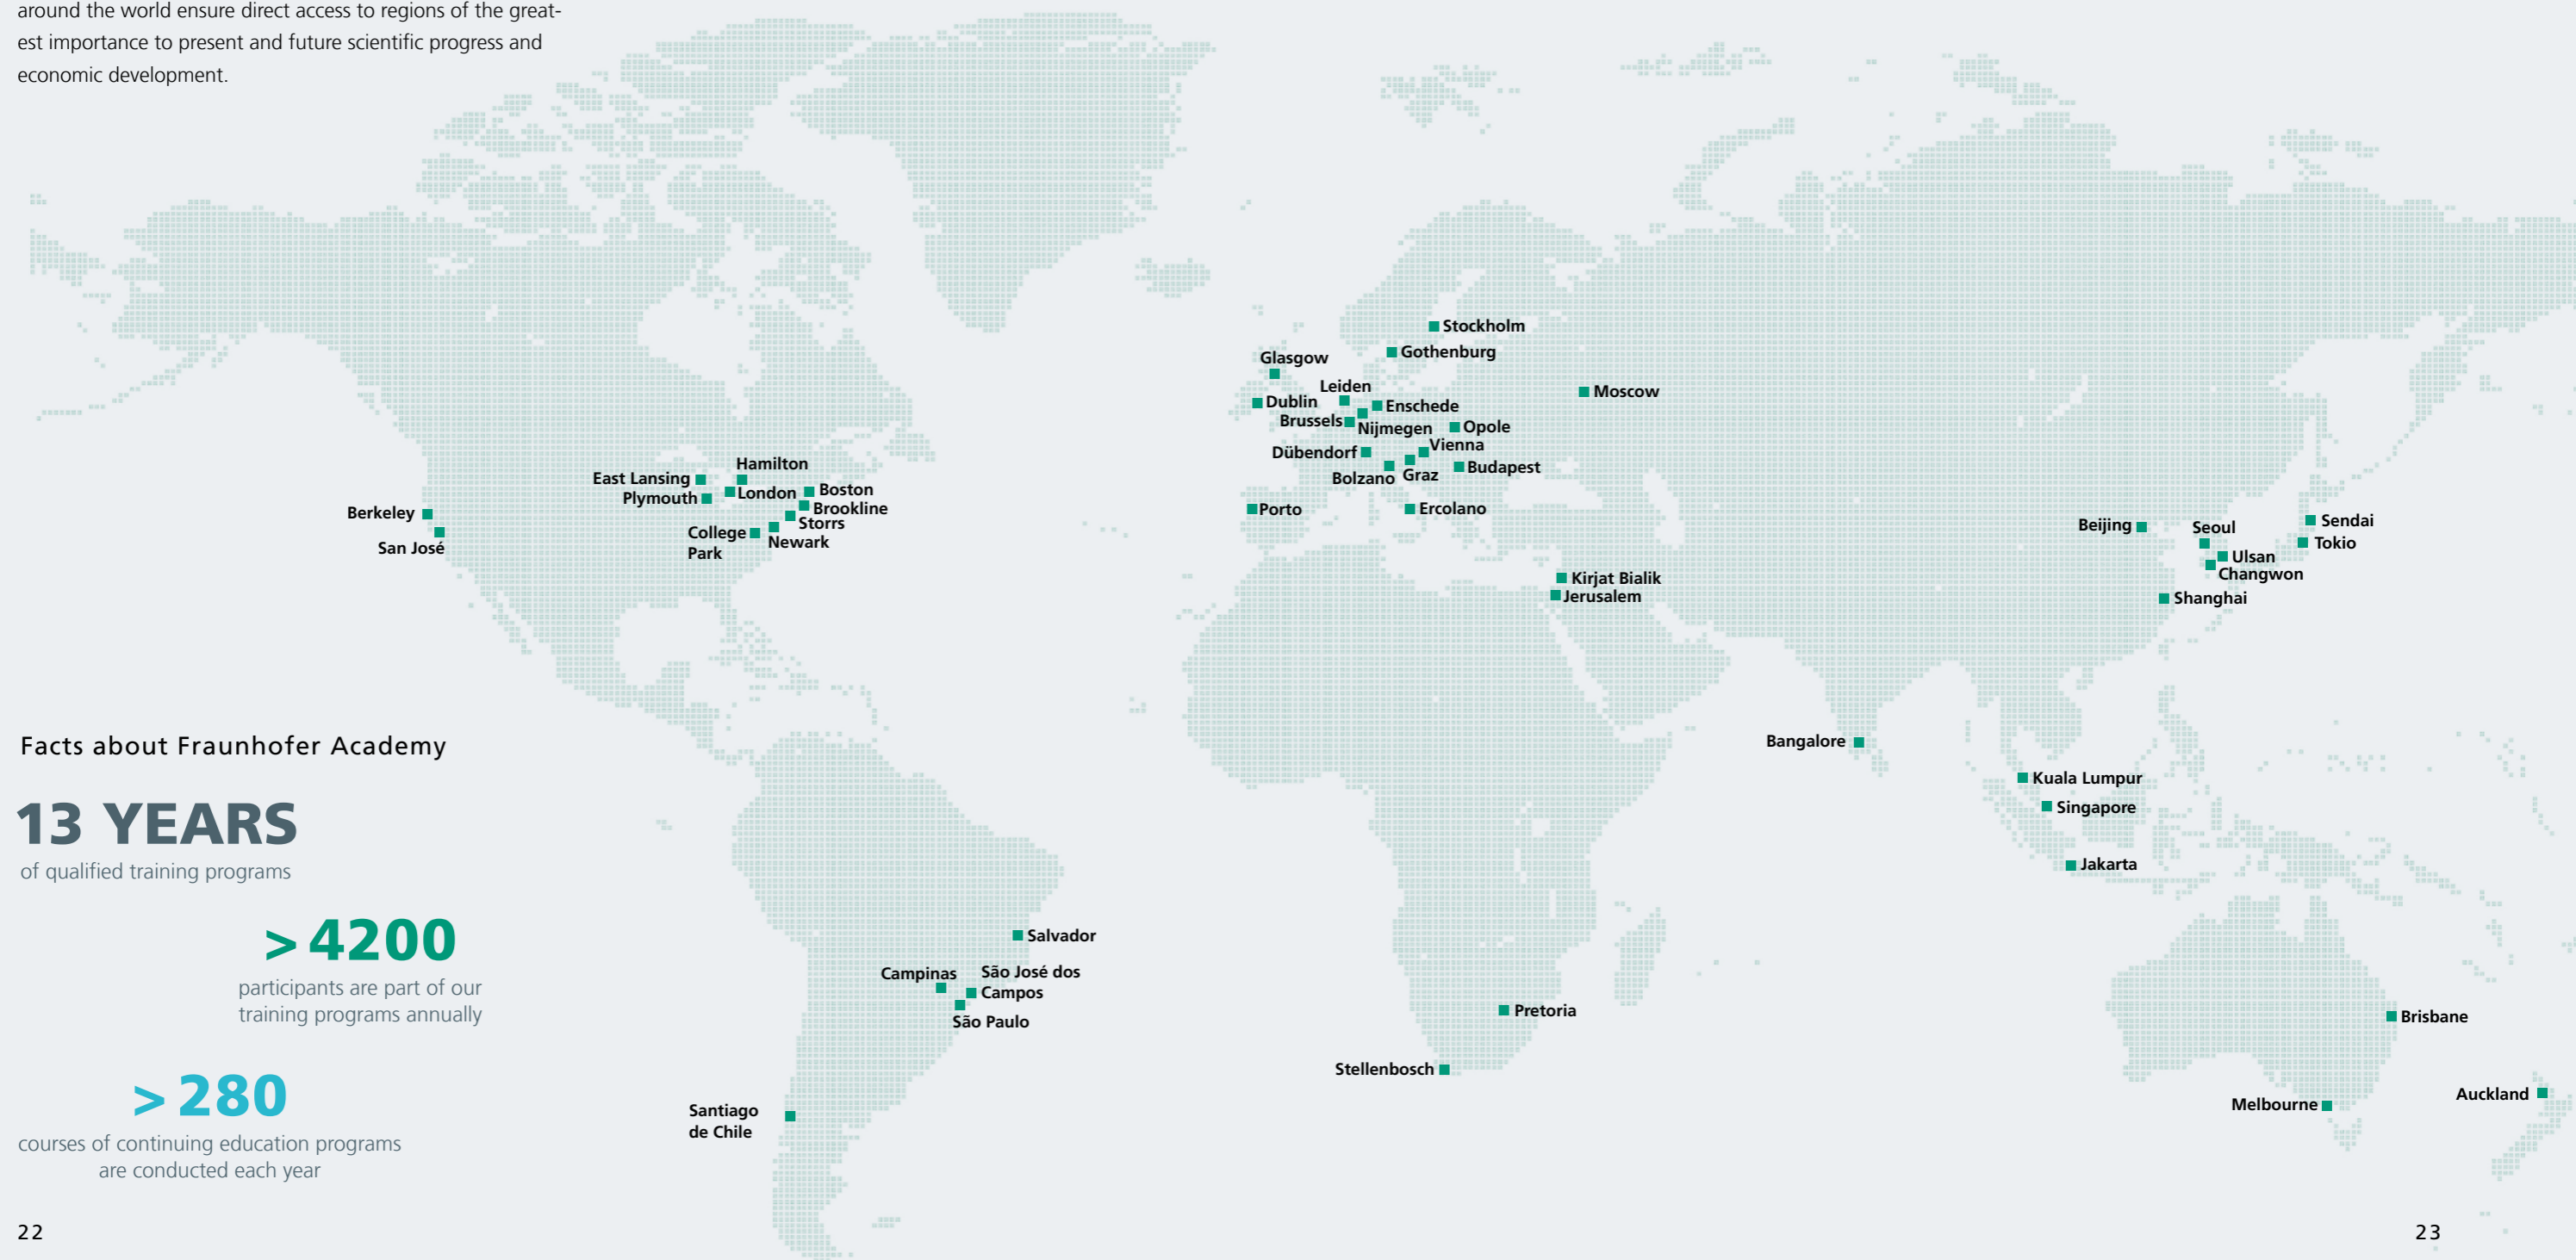 around the world ensure direct access to regions of the great-
est importance to present and future scientific progress and
economic development.
Stockholm
Gothenburg
Glasgow
Leiden
Moscow
Dublin
Enschede
Brussels
Nijmegen
Opole
Vienna
Dübendorf
Budapest
Bolzano
Graz
Porto
Ercolano
Hamilton
East Lansing
London
Boston
Plymouth
Brookline
Storrs
College
Park
Newark
Berkeley
San José
Kirjat Bialik
Jerusalem
Beijing
Seoul
Sendai
Tokio
Ulsan
Changwon
Shanghai
Bangalore
Kuala Lumpur
Singapore
Jakarta
Salvador
Campinas
São José dos
Campos
São Paulo
Santiago
de Chile
Pretoria
Stellenbosch
Brisbane
Melbourne
Auckland
Facts about Fraunhofer Academy
13 YEARS
of qualified training programs
> 4200
participants are part of our
training programs annually
> 280
courses of continuing education programs
are conducted each year
22
23